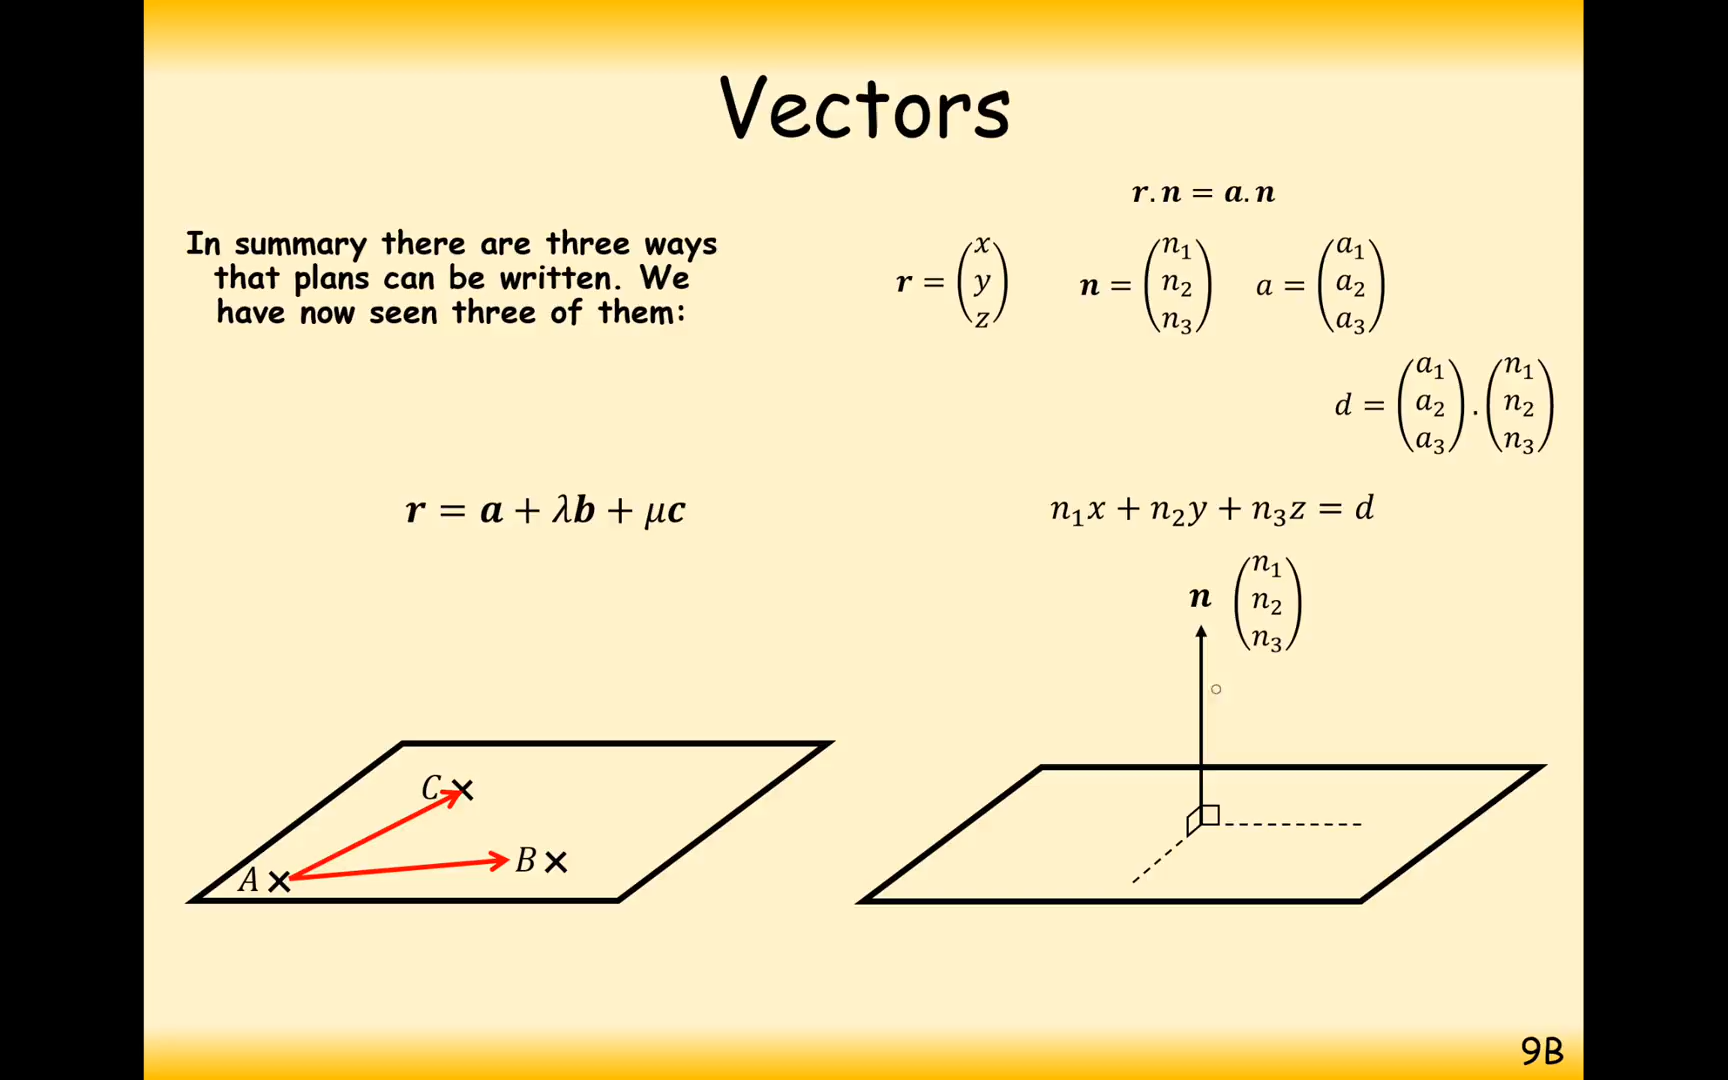 Vectors
In summary there are three ways
that plans can be written. We
have now seen three of them:
r = a + λb + μc
C
A
B
r.n = a.n
r = (x y z) n = (n₁ n₂ n₃) a = (a₁ a₂ a₃)
d = (a₁ a₂ a₃) . (n₁ n₂ n₃)
n₁x + n₂y + n₃z = d
n (n₁ n₂ n₃)
9B